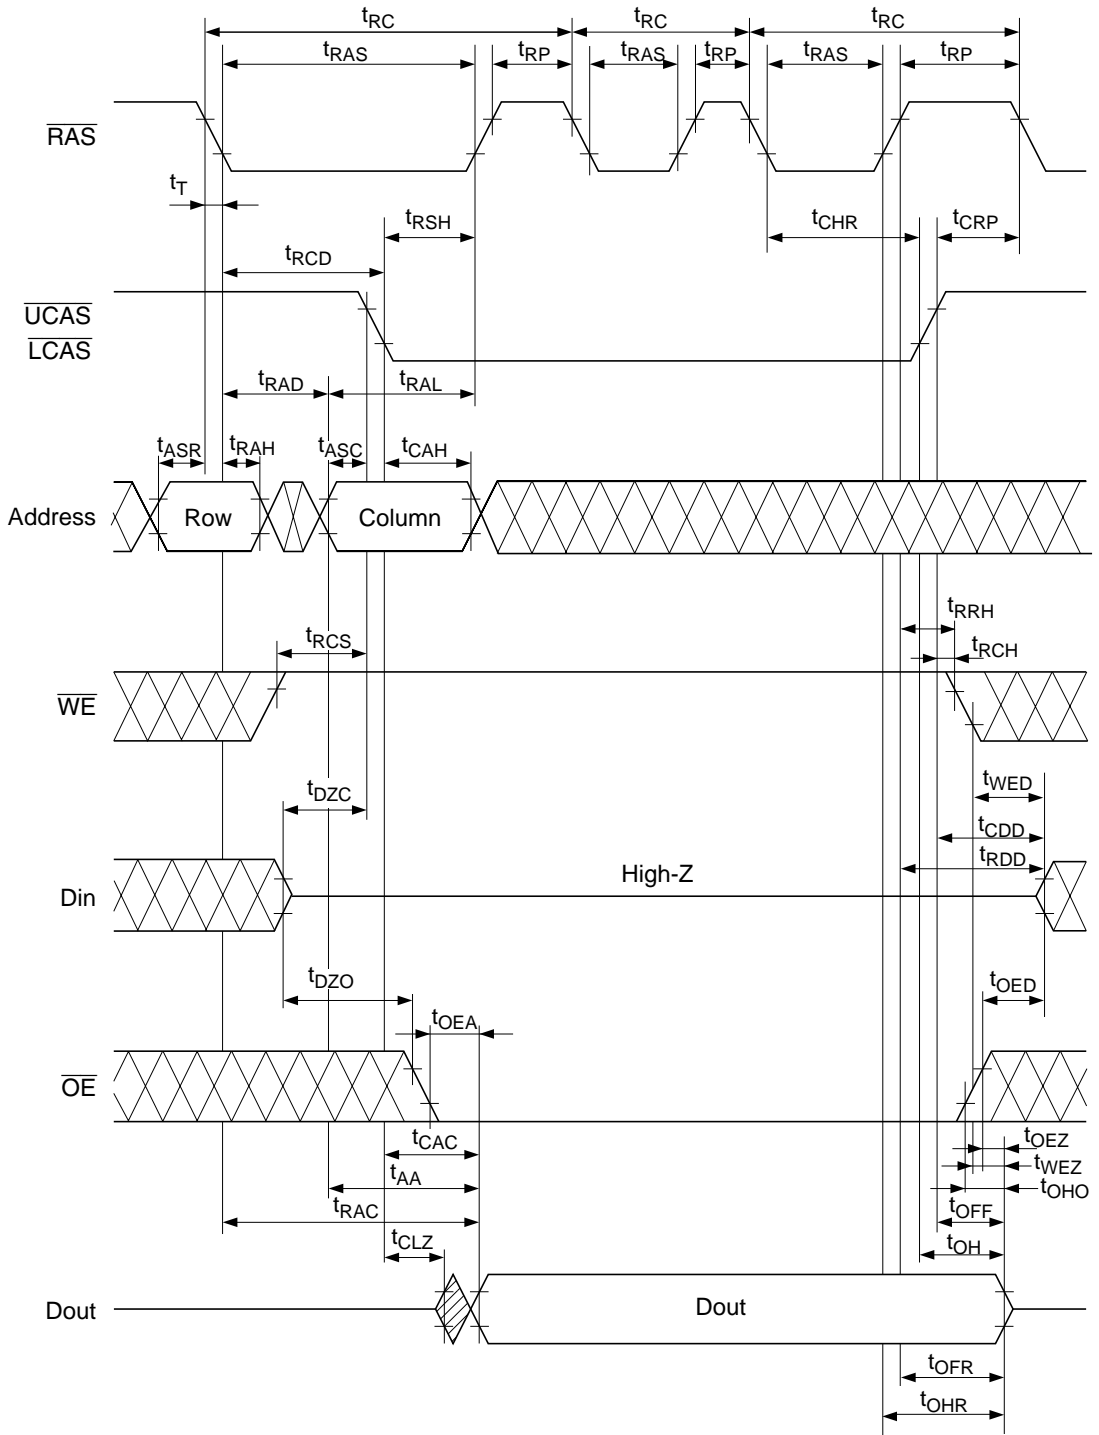 tRC tRC tRC
tRAS tRP tRAS tRP tRAS tRP
RAS
tT
tRSH tCHR tCRP
tRCD
UCAS
LCAS
tRAD tRAL
tASR tRAH tASC tCAH
Address Row Column
tRRH
tRCS tRCH
WE
tWED
tDZC
tCDD
tRDD
High-Z
Din
tDZO tOED
tOEA
OE
tCAC tOEZ
tWEZ
tAA tOHO
tRAC tOFF
tCLZ tOH
Dout Dout
tOFR
tOHR